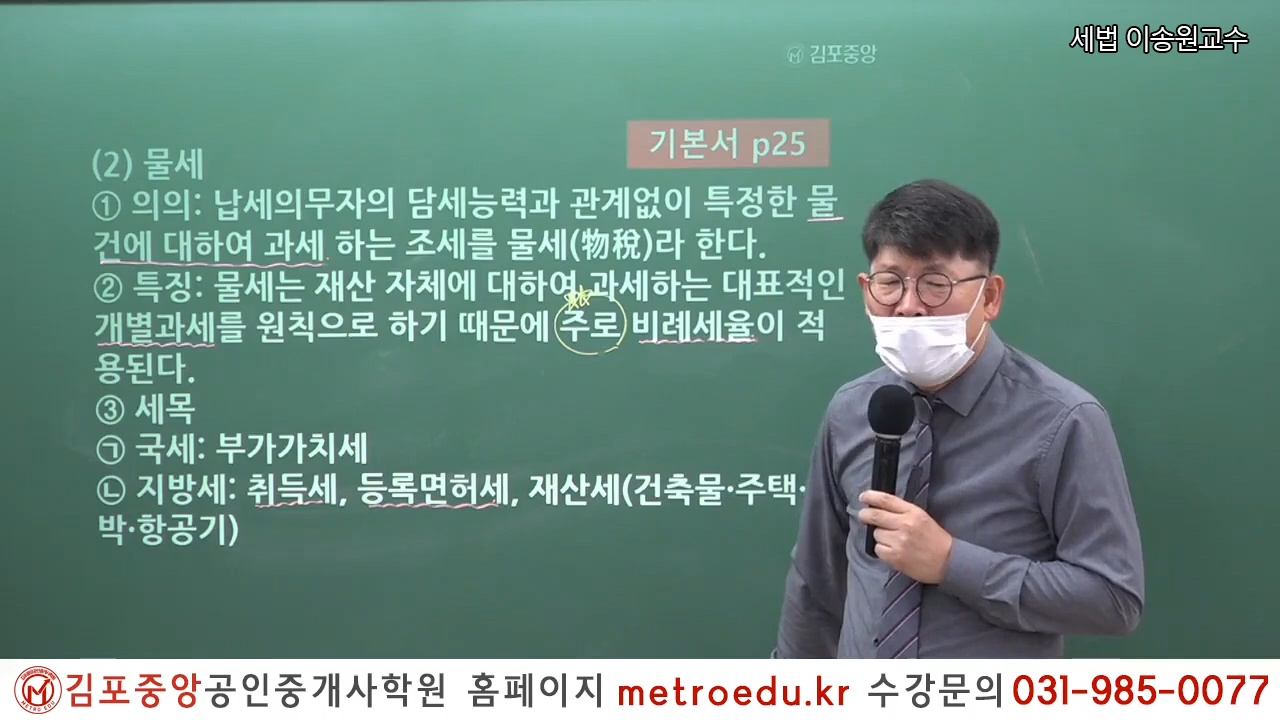 세법 이송원교수
김포중앙
기본서 p25
(2) 물세
① 의의: 납세의무자의 담세능력과 관계없이 특정한 물
건에 대하여 과세 하는 조세를 물세(物稅)라 한다.
② 특징: 물세는 재산 자체에 대하여 과세하는 대표적인
개별과세를 원칙으로 하기 때문에 주로 비례세율이 적
용된다.
③ 세목
㉠ 국세: 부가가치세
㉡ 지방세: 취득세, 등록면허세, 재산세(건축물·주택·
박·항공기)
METRO EDU
김포중앙공인중개사학원 홈페이지 metroedu.kr 수강문의 031-985-0077